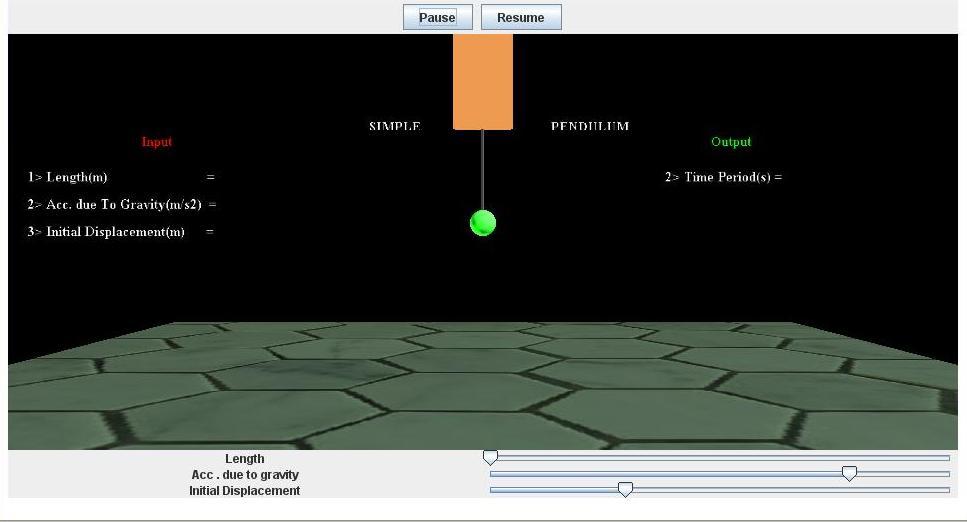 Pause Resume
SIMPLE PENDULUM
Input Output
1> Length(m) = 2> Time Period(s) =
2> Acc. due To Gravity(m/s2) =
3> Initial Displacement(m) =
Length
Acc . due to gravity
Initial Displacement